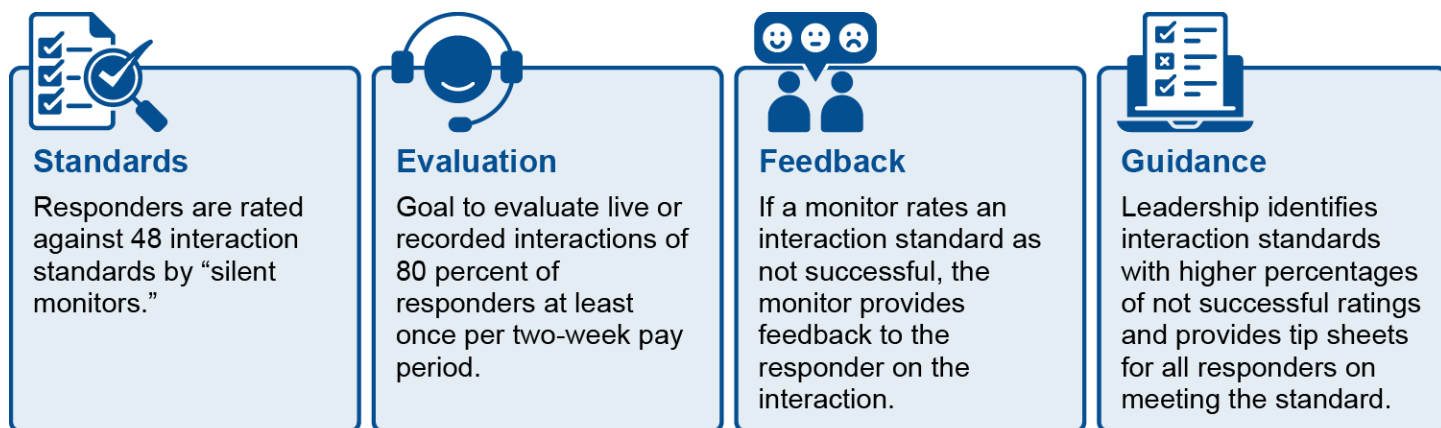 Standards
Responders are rated
against 48 interaction
standards by “silent
monitors.”
Evaluation
Goal to evaluate live or
recorded interactions of
80 percent of
responders at least
once per two-week pay
period.
Feedback
If a monitor rates an
interaction standard as
not successful, the
monitor provides
feedback to the
responder on the
interaction.
Guidance
Leadership identifies
interaction standards
with higher percentages
of not successful ratings
and provides tip sheets
for all responders on
meeting the standard.